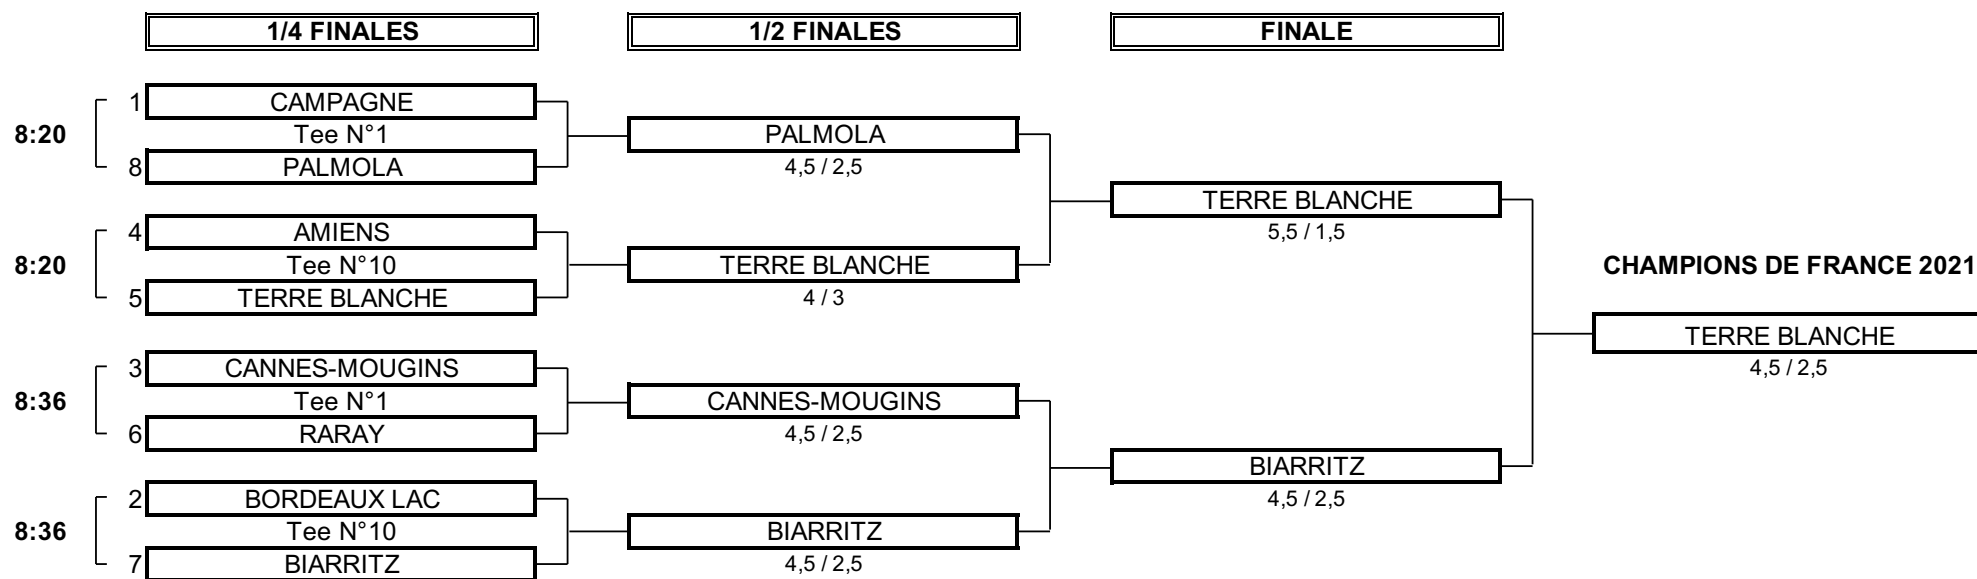 1/4 FINALES
1/2 FINALES
FINALE
8:20
1
CAMPAGNE
Tee N°1
8
PALMOLA
8:20
4
AMIENS
Tee N°10
5
TERRE BLANCHE
8:36
3
CANNES-MOUGINS
Tee N°1
6
RARAY
8:36
2
BORDEAUX LAC
Tee N°10
7
BIARRITZ
PALMOLA
4,5 / 2,5
TERRE BLANCHE
4 / 3
CANNES-MOUGINS
4,5 / 2,5
BIARRITZ
4,5 / 2,5
TERRE BLANCHE
5,5 / 1,5
BIARRITZ
4,5 / 2,5
CHAMPIONS DE FRANCE 2021
TERRE BLANCHE
4,5 / 2,5